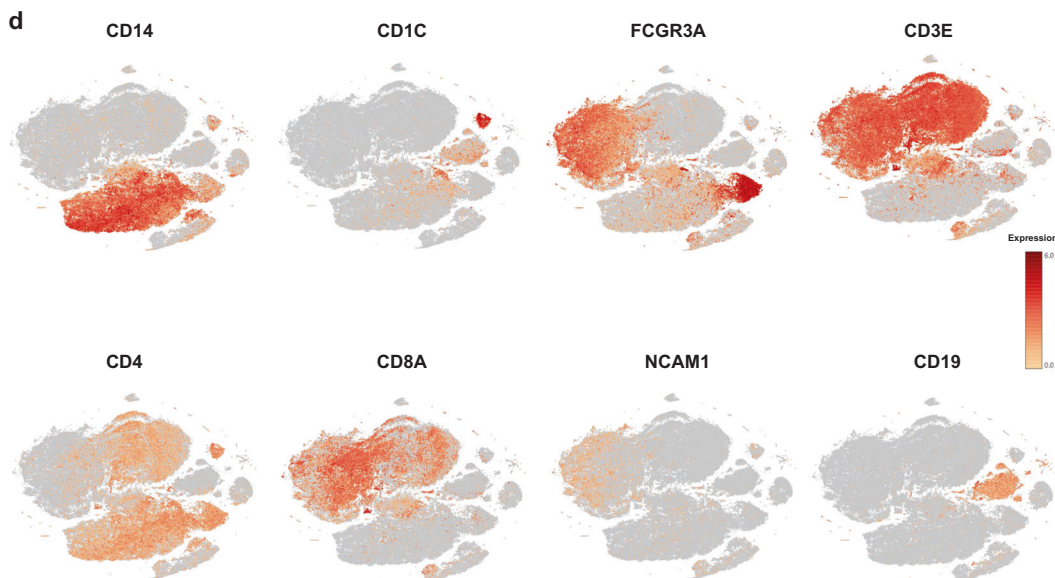 d
CD14 CD1C FCGR3A CD3E
Expression
6.0
0.0
CD4 CD8A NCAM1 CD19